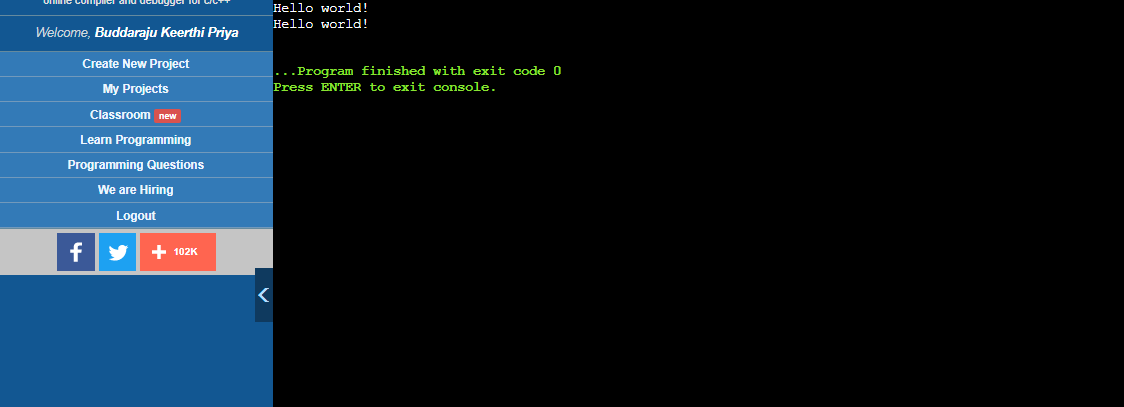 online compiler and debugger for c/c++
Welcome, Buddaraju Keerthi Priya
Create New Project
My Projects
Classroom new
Learn Programming
Programming Questions
We are Hiring
Logout
102K
Hello world!
Hello world!
...Program finished with exit code 0
Press ENTER to exit console.